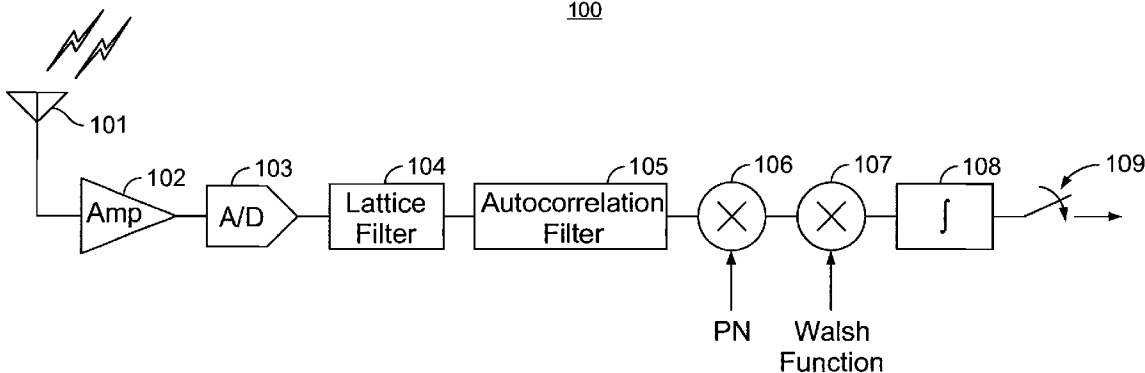 100
101
102
103
104
105
106
107
108
109
Amp
A/D
Lattice
Filter
Autocorrelation
Filter
×
×
∫
PN
Walsh
Function